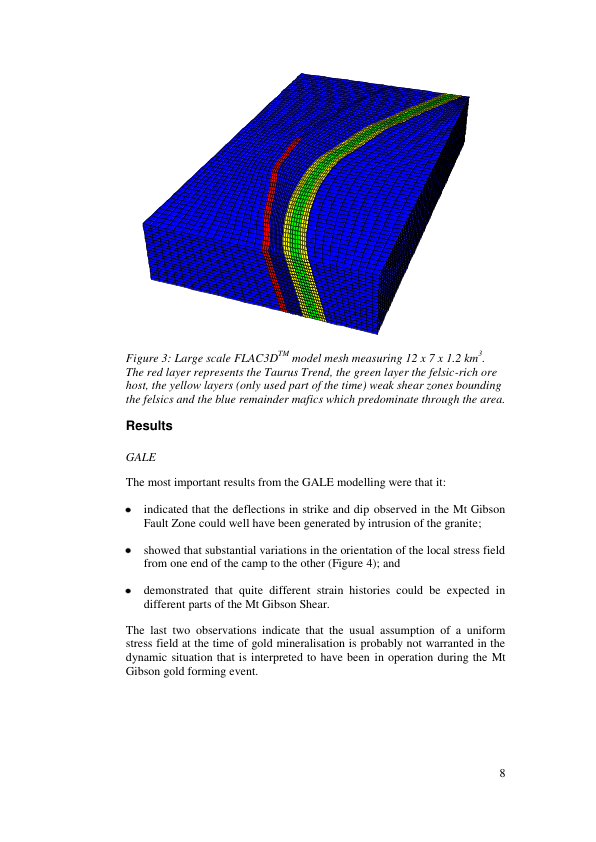 Figure 3: Large scale FLAC3D™ model mesh measuring 12 x 7 x 1.2 km³.
The red layer represents the Taurus Trend, the green layer the felsic-rich ore
host, the yellow layers (only used part of the time) weak shear zones bounding
the felsics and the blue remainder mafics which predominate through the area.
Results
GALE
The most important results from the GALE modelling were that it:
• indicated that the deflections in strike and dip observed in the Mt Gibson
Fault Zone could well have been generated by intrusion of the granite;
• showed that substantial variations in the orientation of the local stress field
from one end of the camp to the other (Figure 4); and
• demonstrated that quite different strain histories could be expected in
different parts of the Mt Gibson Shear.
The last two observations indicate that the usual assumption of a uniform
stress field at the time of gold mineralisation is probably not warranted in the
dynamic situation that is interpreted to have been in operation during the Mt
Gibson gold forming event.
8